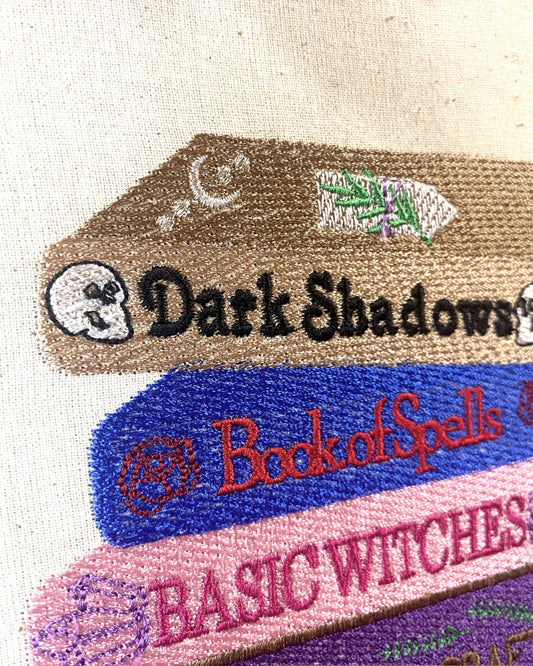 Dark Shadows
Book of Spells
BASIC WITCHES